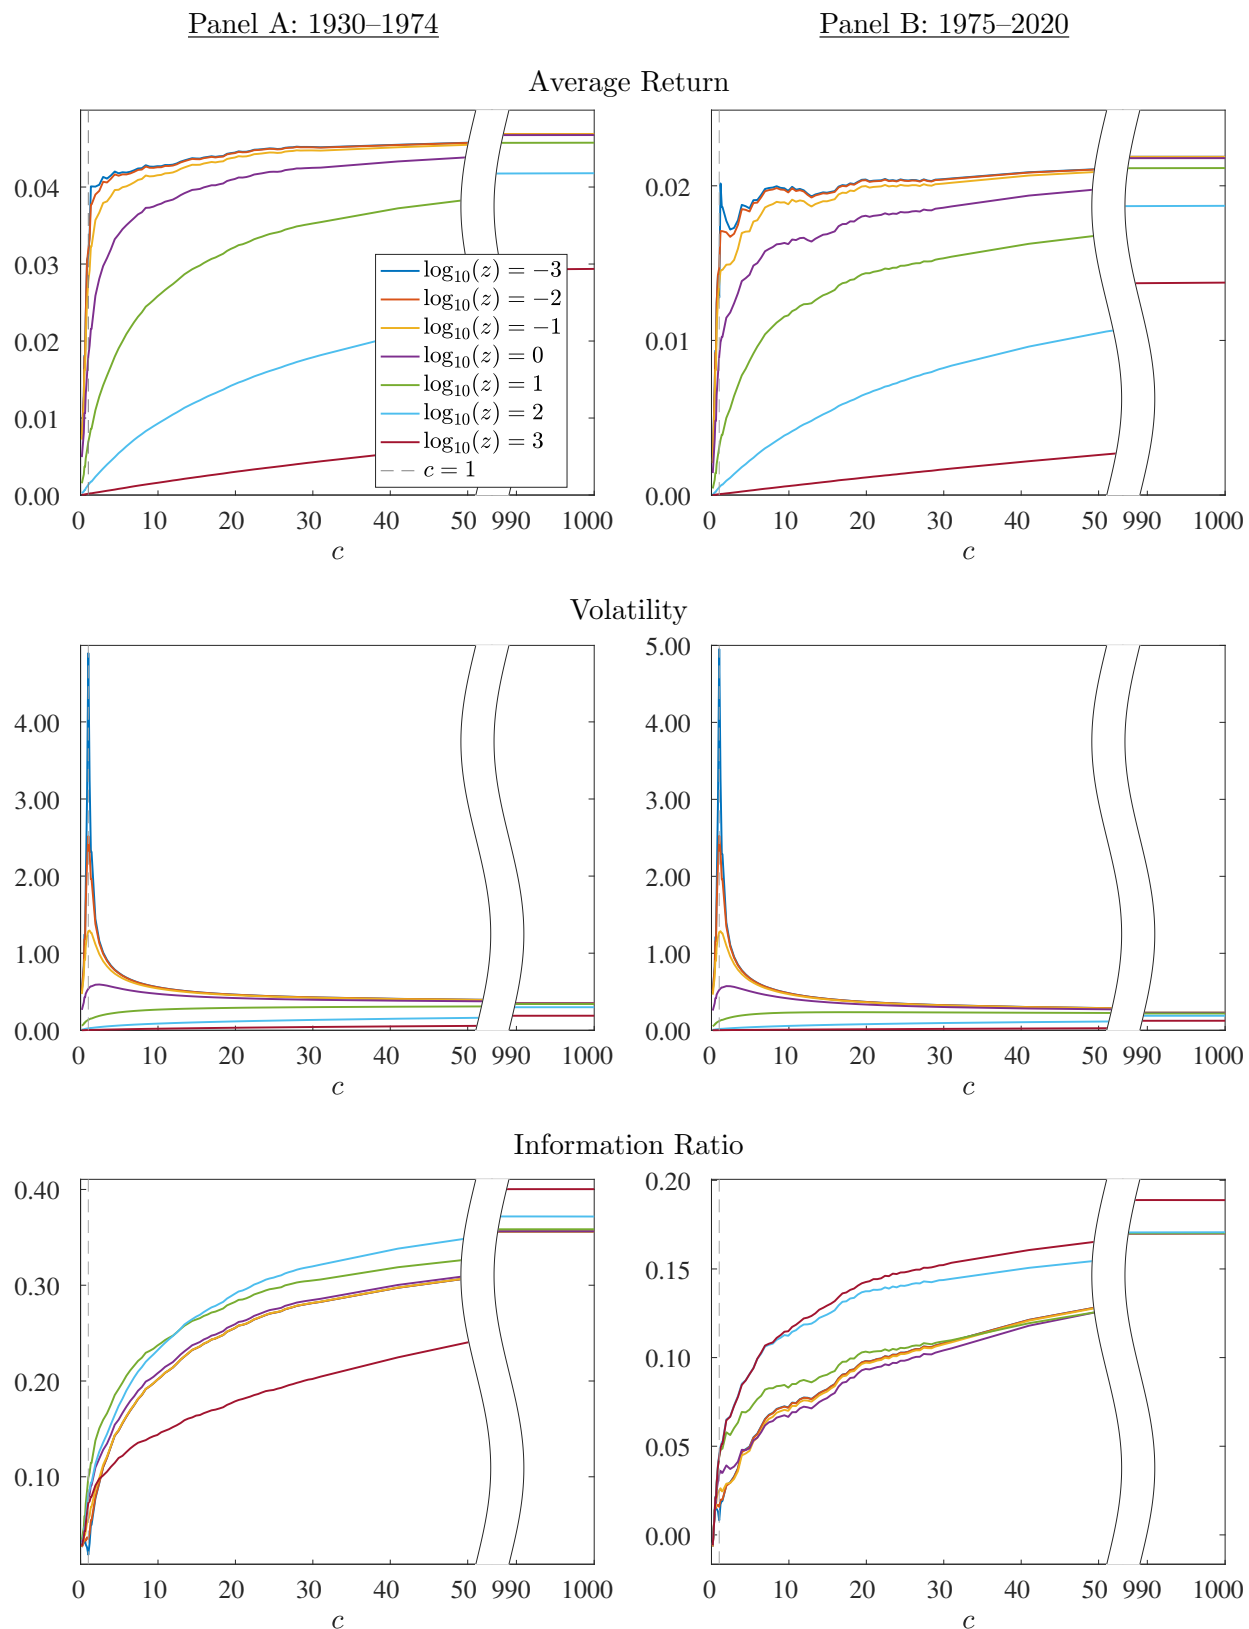 Panel A: 1930–1974
Panel B: 1975–2020
Average Return
0.04
0.03
0.02
0.01
0.00
0 10 20 30 40 50 990 1000
c
log₁₀(z) = −3
log₁₀(z) = −2
log₁₀(z) = −1
log₁₀(z) = 0
log₁₀(z) = 1
log₁₀(z) = 2
log₁₀(z) = 3
c = 1
0.02
0.01
0.00
0 10 20 30 40 50 990 1000
c
Volatility
4.00
3.00
2.00
1.00
0.00
0 10 20 30 40 50 990 1000
c
5.00
4.00
3.00
2.00
1.00
0.00
0 10 20 30 40 50 990 1000
c
Information Ratio
0.40
0.30
0.20
0.10
0 10 20 30 40 50 990 1000
c
0.20
0.15
0.10
0.05
0.00
0 10 20 30 40 50 990 1000
c